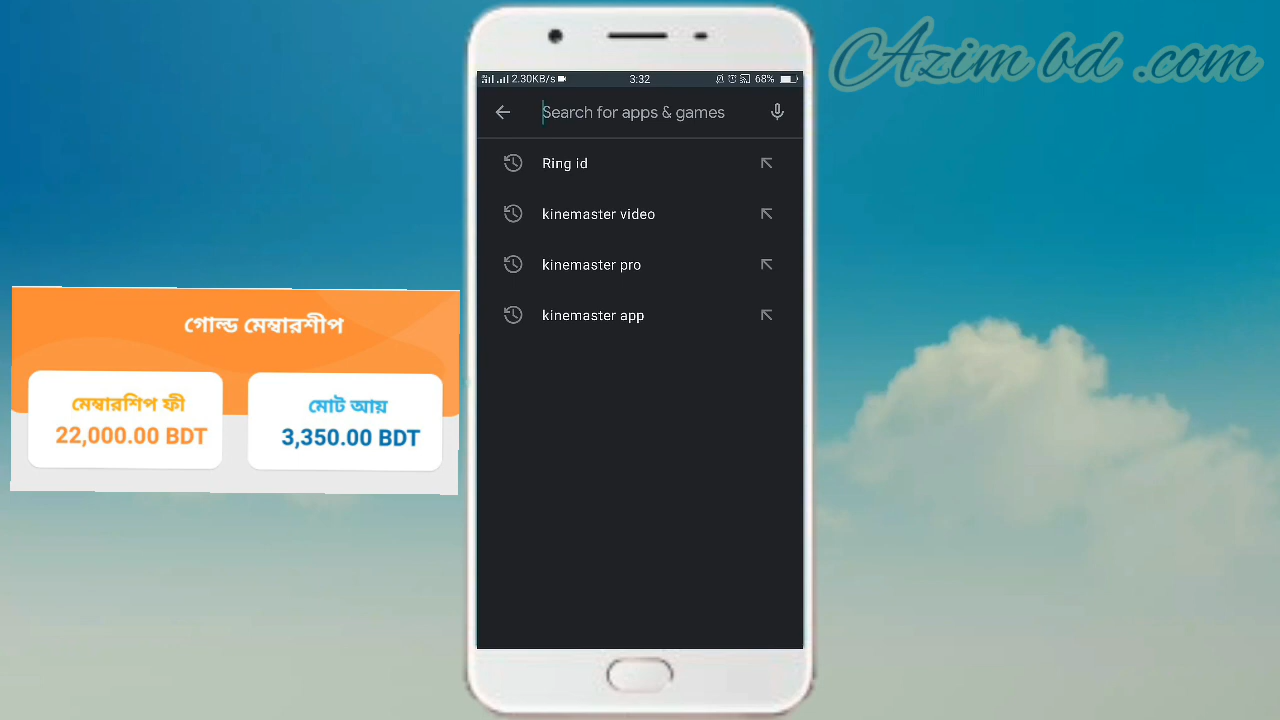 Azim bd .com
2.30KB/s 3:32 68%
Search for apps & games
Ring id
kinemaster video
kinemaster pro
kinemaster app
গোল্ড মেম্বারশীপ
মেম্বারশিপ ফী
22,000.00 BDT
মোট আয়
3,350.00 BDT